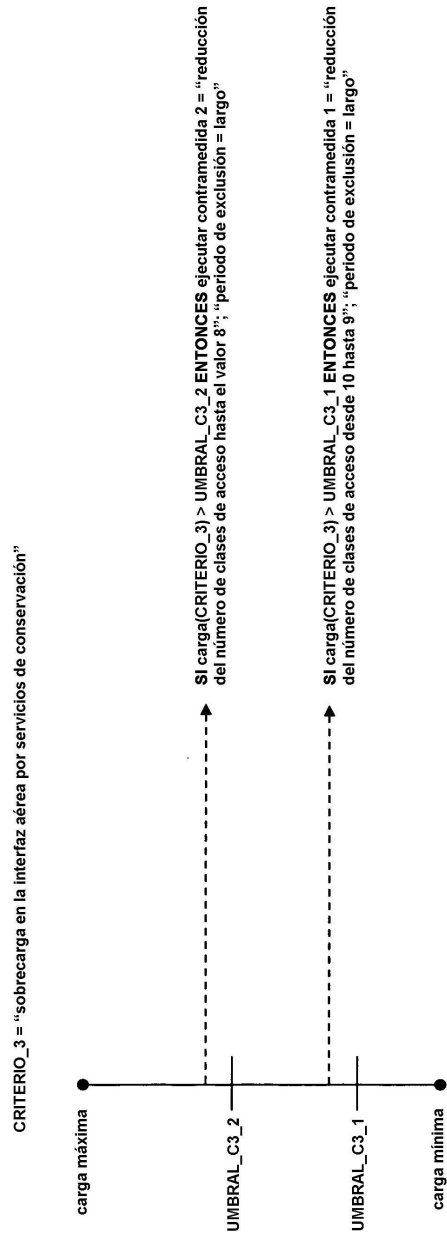 CRITERIO_3 = “sobrecarga en la interfaz aérea por servicios de conservación”
carga máxima
SI carga(CRITERIO_3) > UMBRAL_C3_2 ENTONCES ejecutar contramedida 2 = “reducción
del número de clases de acceso hasta el valor 8”; “periodo de exclusión = largo”
UMBRAL_C3_2
SI carga(CRITERIO_3) > UMBRAL_C3_1 ENTONCES ejecutar contramedida 1 = “reducción
del número de clases de acceso desde 10 hasta 9”; “periodo de exclusión = largo”
UMBRAL_C3_1
carga mínima